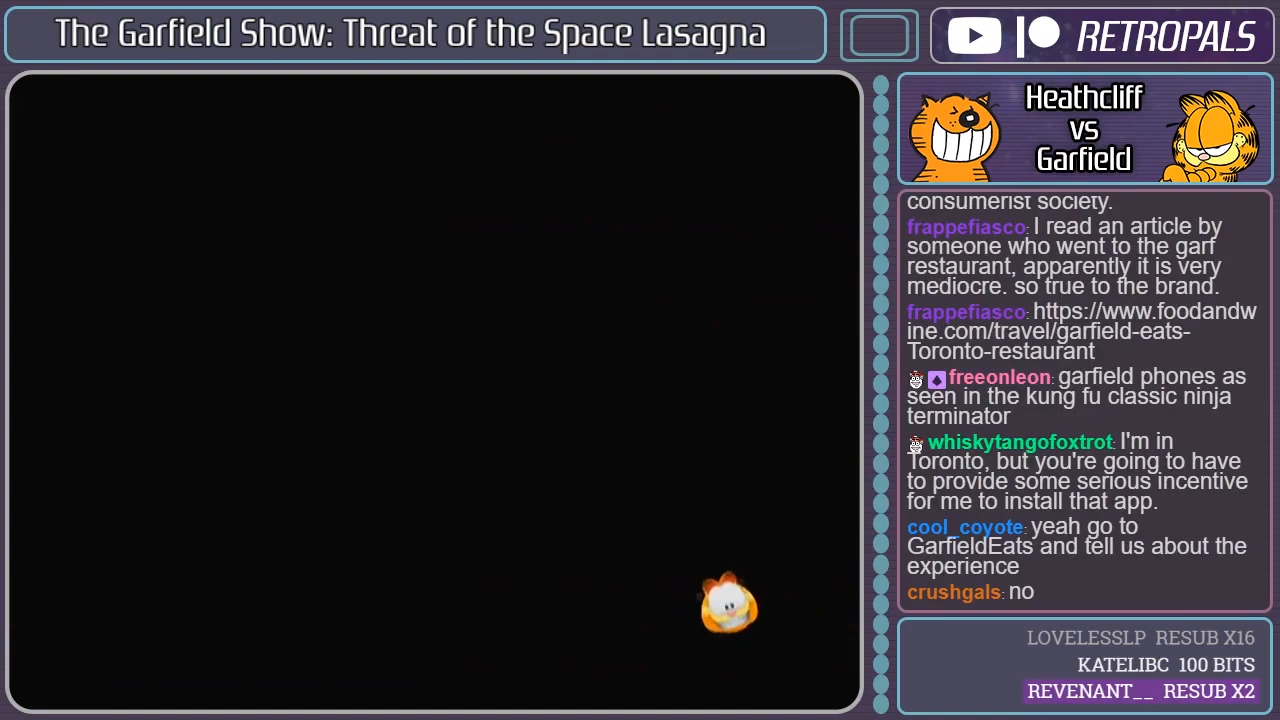 The Garfield Show: Threat of the Space Lasagna
RETROPALS
Heathcliff
vs
Garfield
consumerist society.
frappefiasco: I read an article by
someone who went to the garf
restaurant, apparently it is very
mediocre. so true to the brand.
frappefiasco: https://www.foodandw
ine.com/travel/garfield-eats-
Toronto-restaurant
freeonleon: garfield phones as
seen in the kung fu classic ninja
terminator
whiskytangofoxtrot: I'm in
Toronto, but you're going to have
to provide some serious incentive
for me to install that app.
cool_coyote: yeah go to
GarfieldEats and tell us about the
experience
crushgals: no
LOVELESSLP RESUB X16
KATELIBC 100 BITS
REVENANT__ RESUB X2